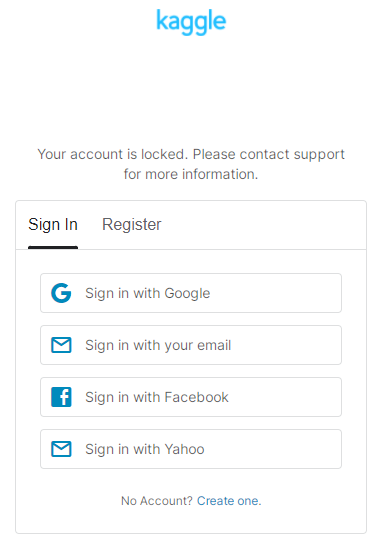 kaggle
Your account is locked. Please contact support
for more information.
Sign In Register
Sign in with Google
Sign in with your email
Sign in with Facebook
Sign in with Yahoo
No Account? Create one.